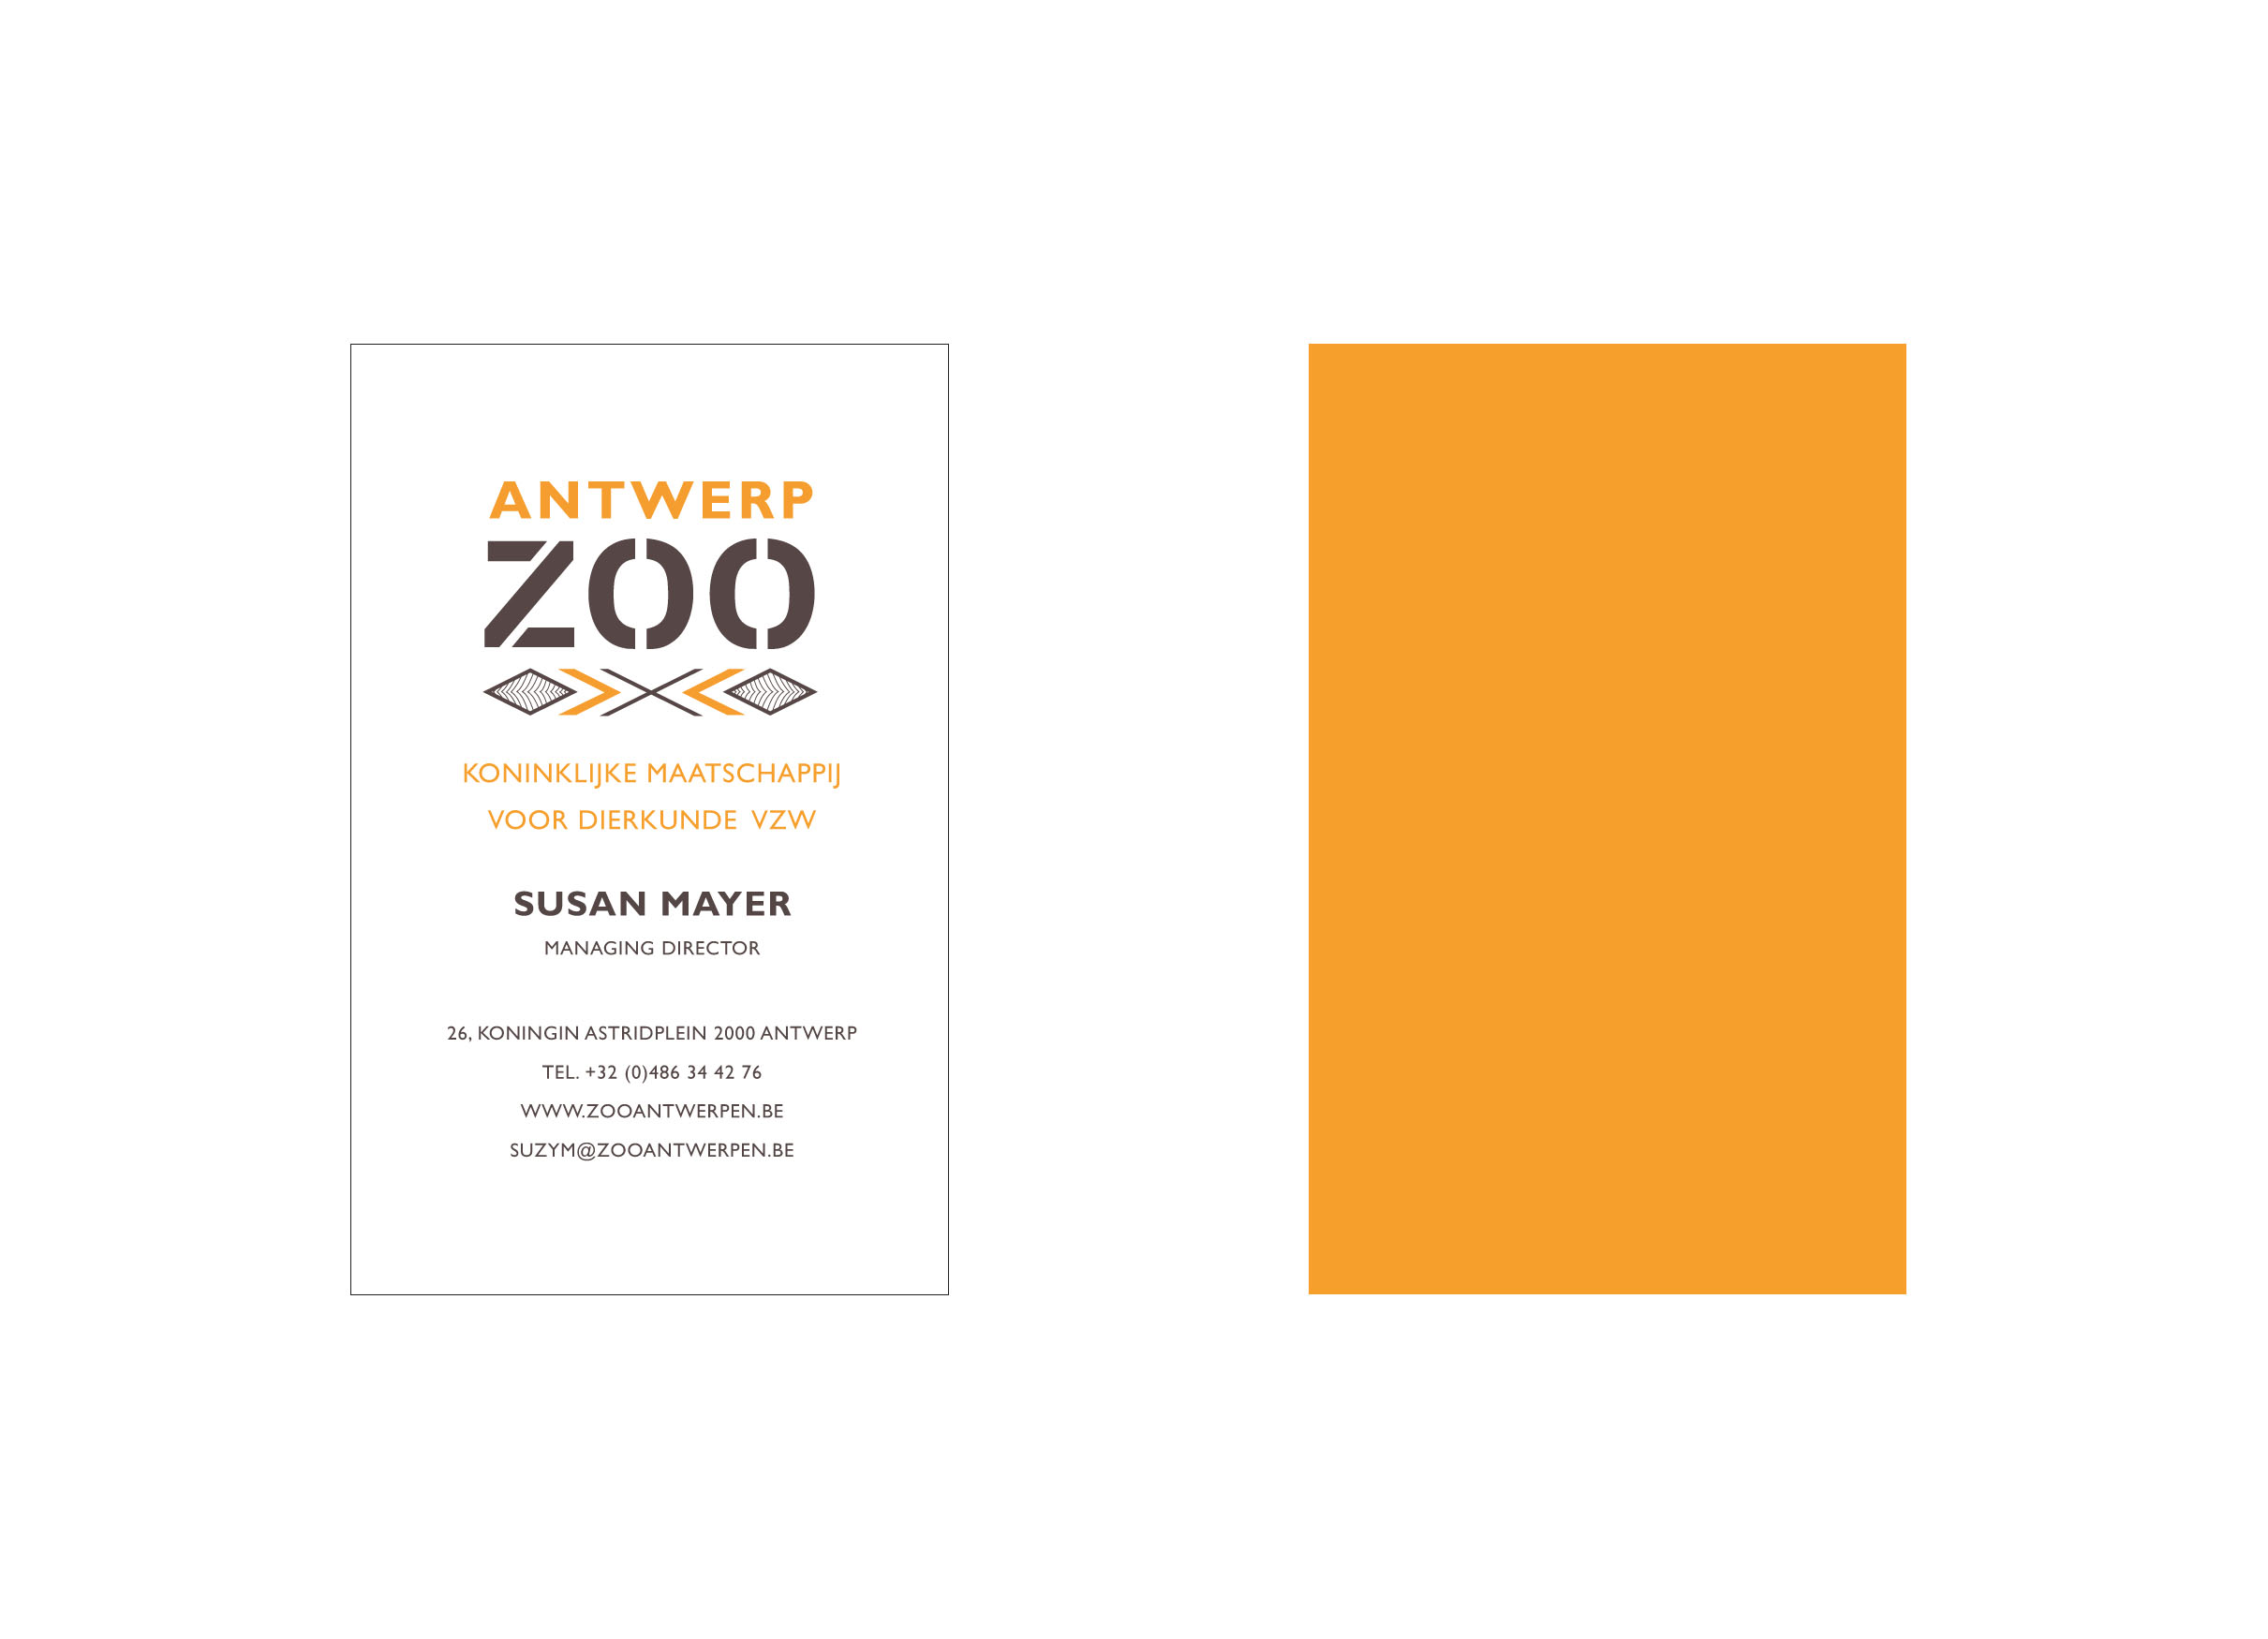 ANTWERP
ZOO
KONINKLIJKE MAATSCHAPPIJ
VOOR DIERKUNDE VZW
SUSAN MAYER
MANAGING DIRECTOR
26, KONINGIN ASTRIDPLEIN 2000 ANTWERP
TEL. +32 (0)486 34 42 76
WWW.ZOOANTWERPEN.BE
SUZYM@ZOOANTWERPEN.BE